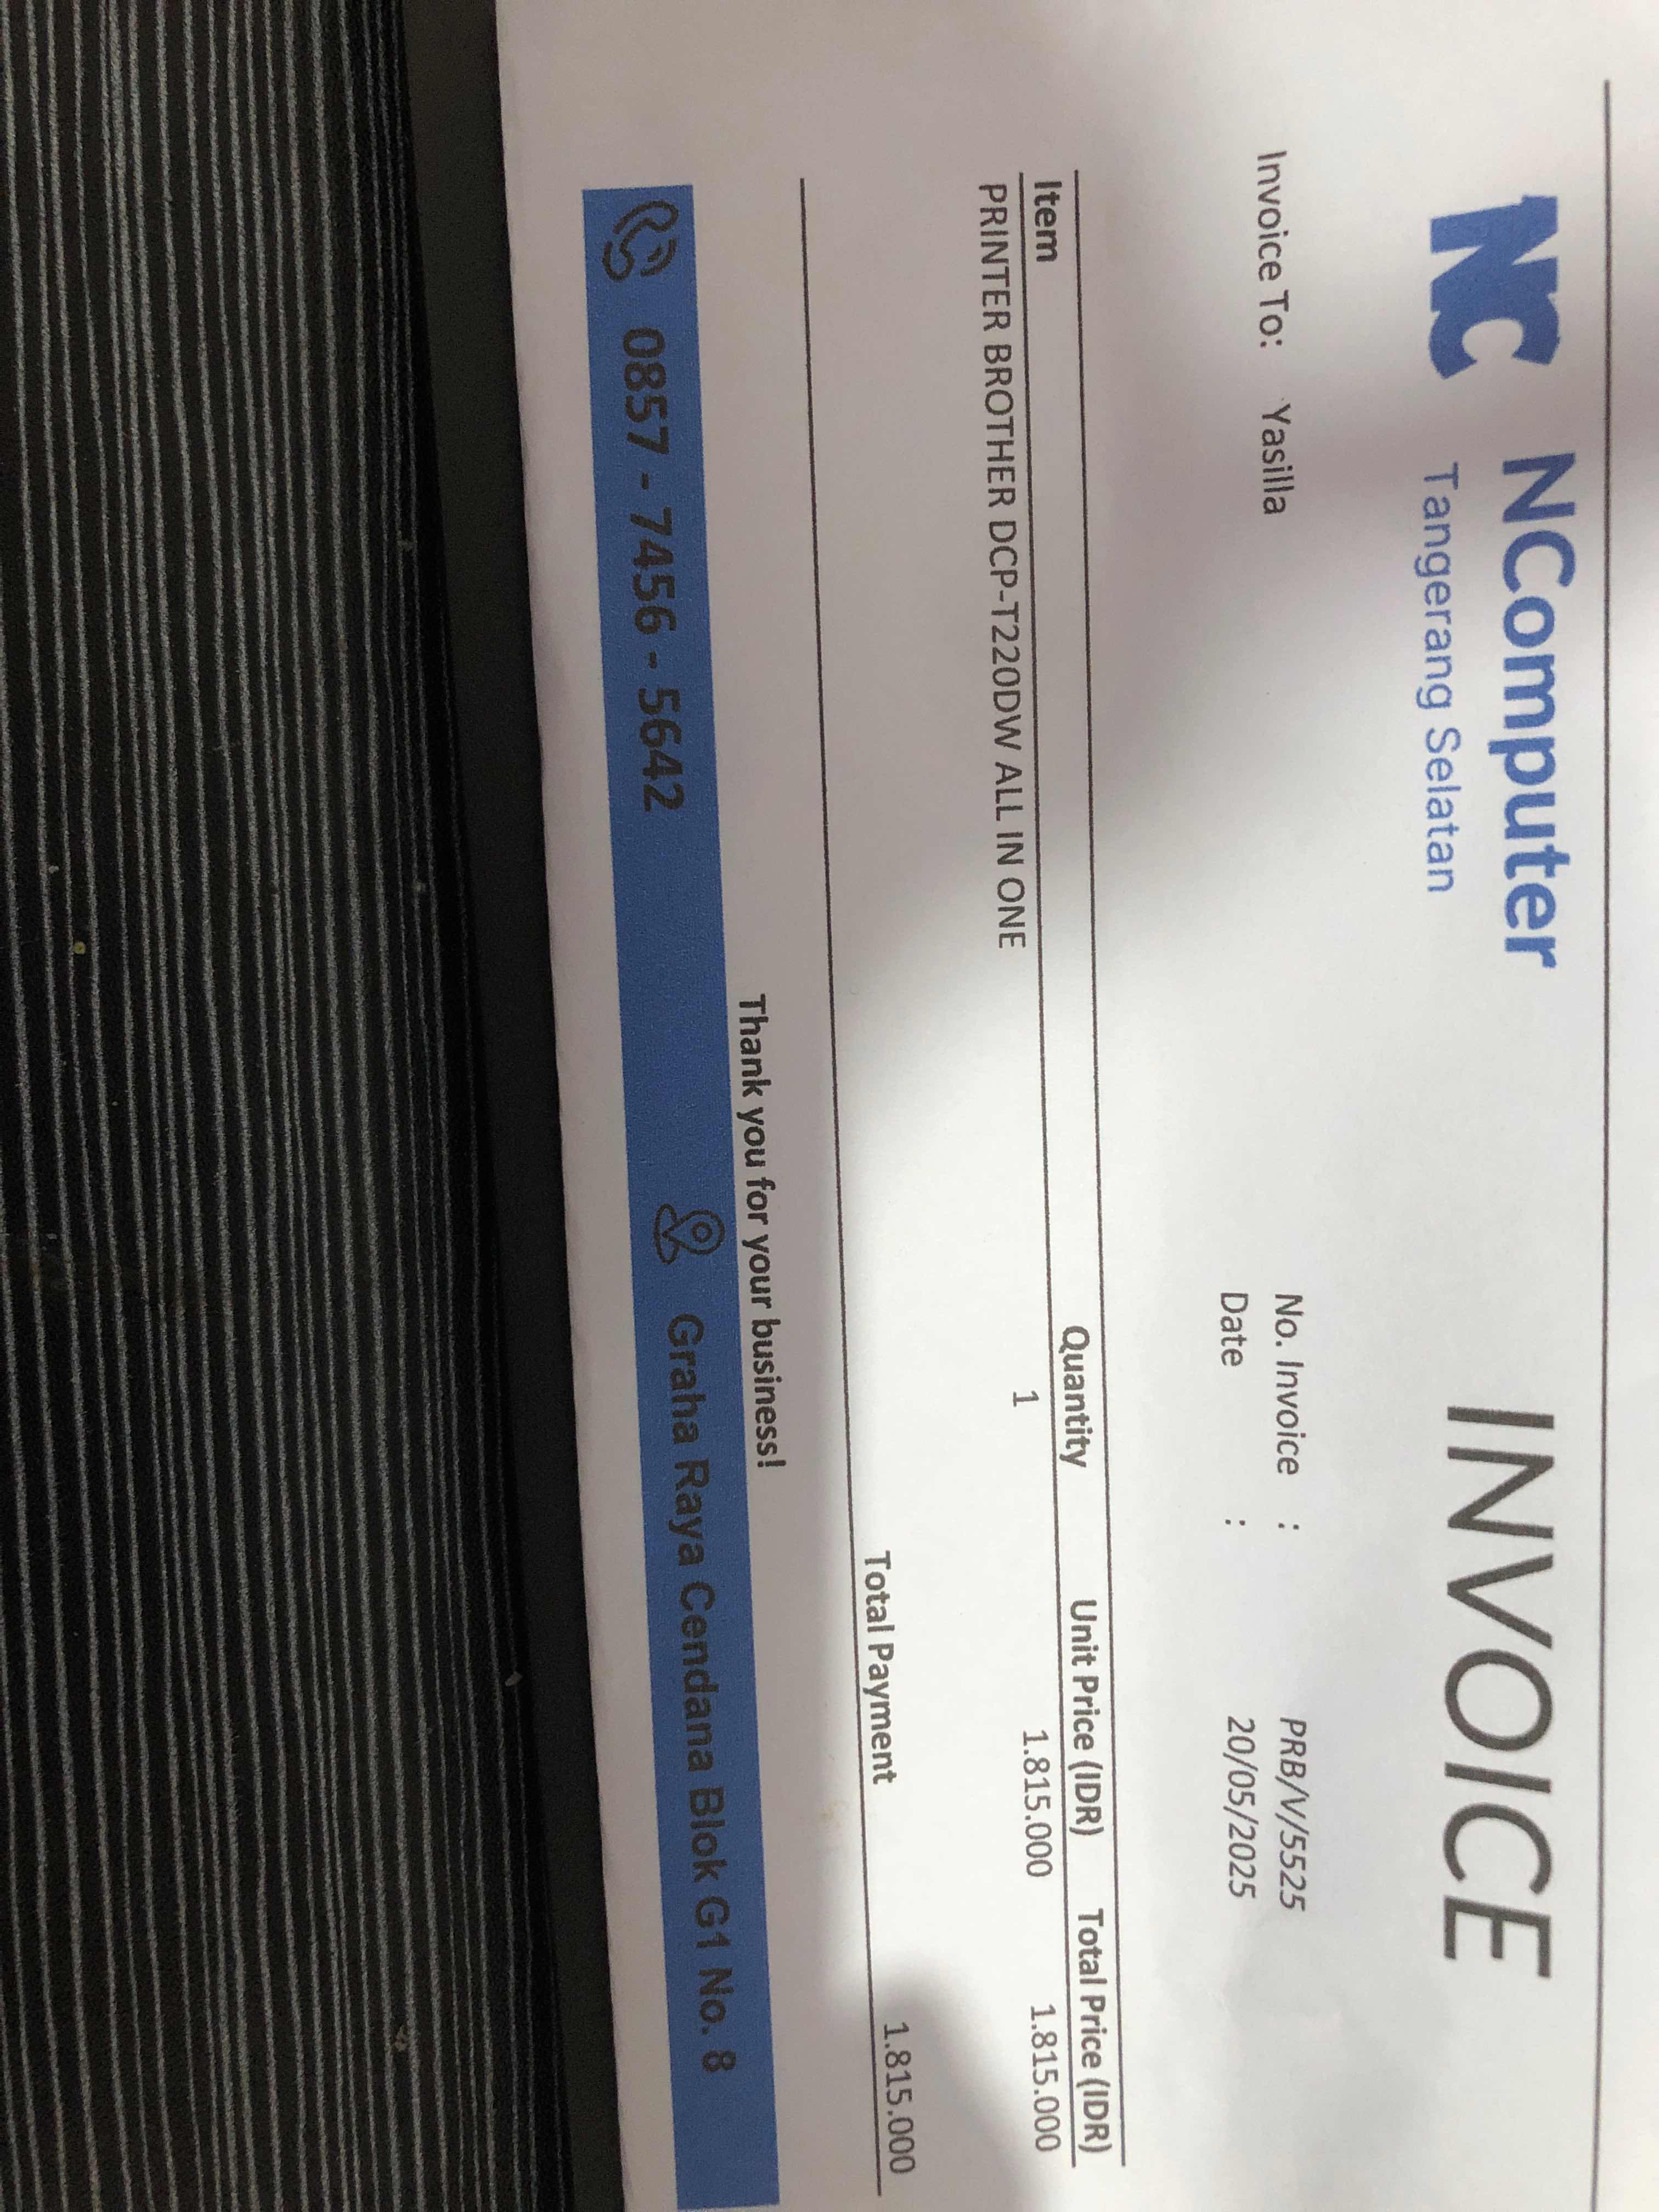 NC NComputer INVOICE
Tangerang Selatan
Invoice To: Yasilla No. Invoice : PRB/V/5525
Date : 20/05/2025
Item Quantity Unit Price (IDR) Total Price (IDR)
PRINTER BROTHER DCP-T220DW ALL IN ONE 1 1.815.000 1.815.000
Total Payment 1.815.000
Thank you for your business!
0857 - 7456 - 5642 Graha Raya Cendana Blok G1 No. 8